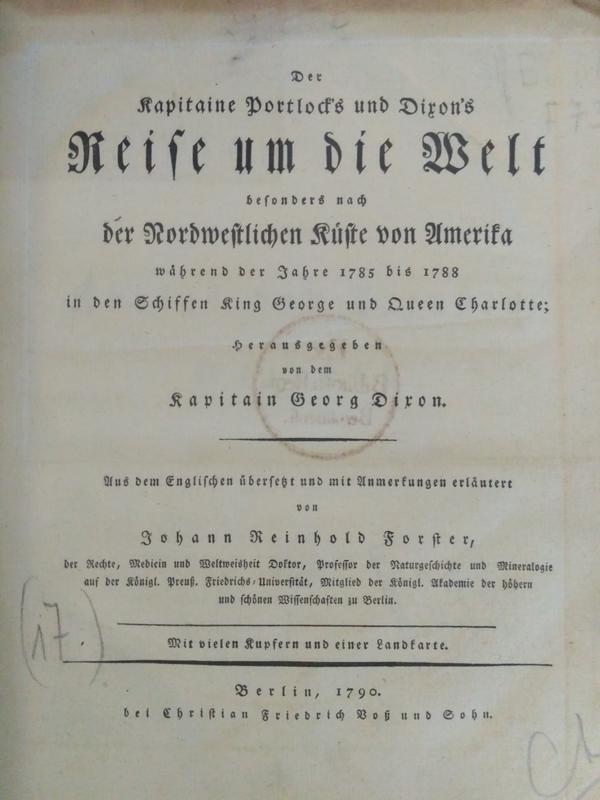 Der
Kapitaine Portlock's und Dixon's
Reise um die Welt
besonders nach
der Nordwestlichen Küste von Amerika
während der Jahre 1785 bis 1788
in den Schiffen King George und Queen Charlotte;
Herausgegeben
von dem
Kapitain Georg Dixon.
Aus dem Englischen übersetzt und mit Anmerkungen erläutert
von
Johann Reinhold Forster,
der Rechte, Medicin und Weltweisheit Doktor, Professor der Naturgeschichte und Mineralogie
auf der Königl. Preuß. Friedrichs-Universität, Mitglied der Königl. Akademie der höhern
und schönen Wissenschaften zu Berlin.
(17.)
Mit vielen Kupfern und einer Landkarte.
Berlin, 1790.
bei Christian Friedrich Voß und Sohn.